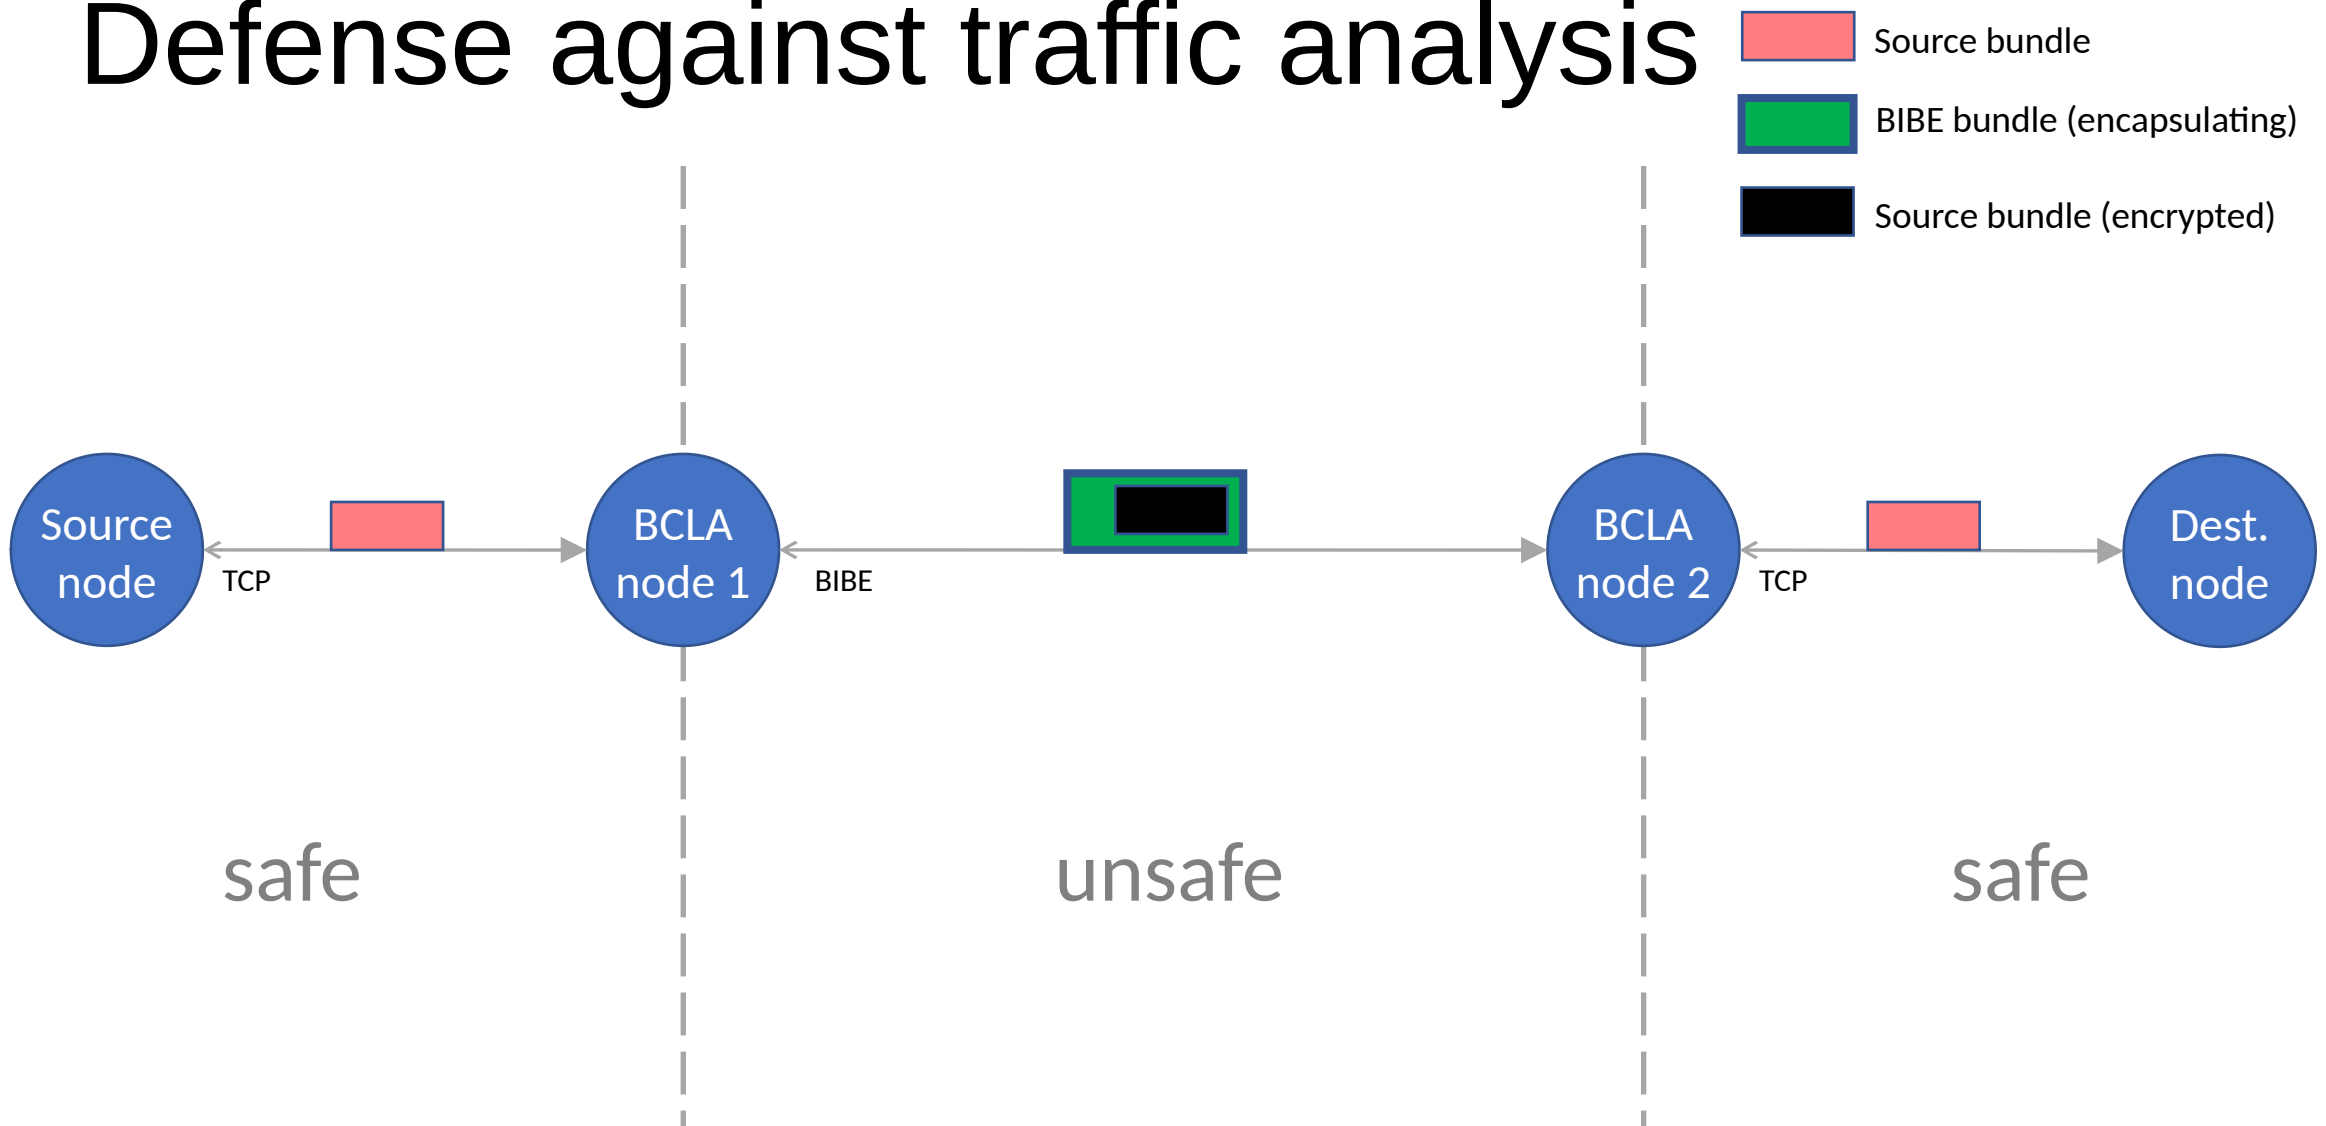 Defense against traffic analysis
Source bundle
BIBE bundle (encapsulating)
Source bundle (encrypted)
Source
node
TCP
BCLA
node 1
BIBE
BCLA
node 2
TCP
Dest.
node
safe
unsafe
safe